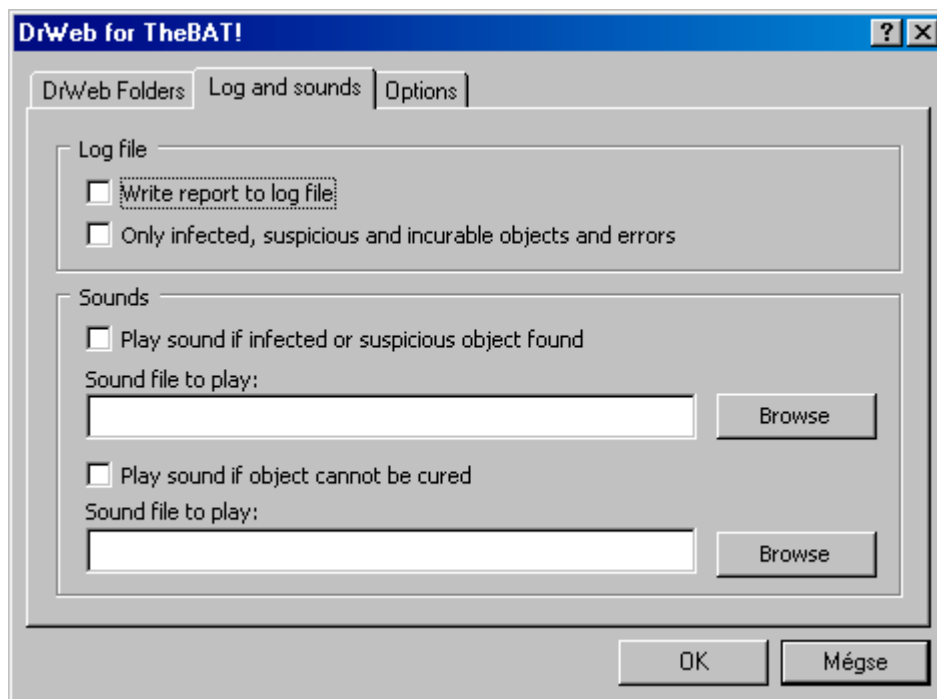 DrWeb for TheBAT!
DrWeb Folders Log and sounds Options
Log file
Write report to log file
Only infected, suspicious and incurable objects and errors
Sounds
Play sound if infected or suspicious object found
Sound file to play:
Browse
Play sound if object cannot be cured
Sound file to play:
Browse
OK Mégse